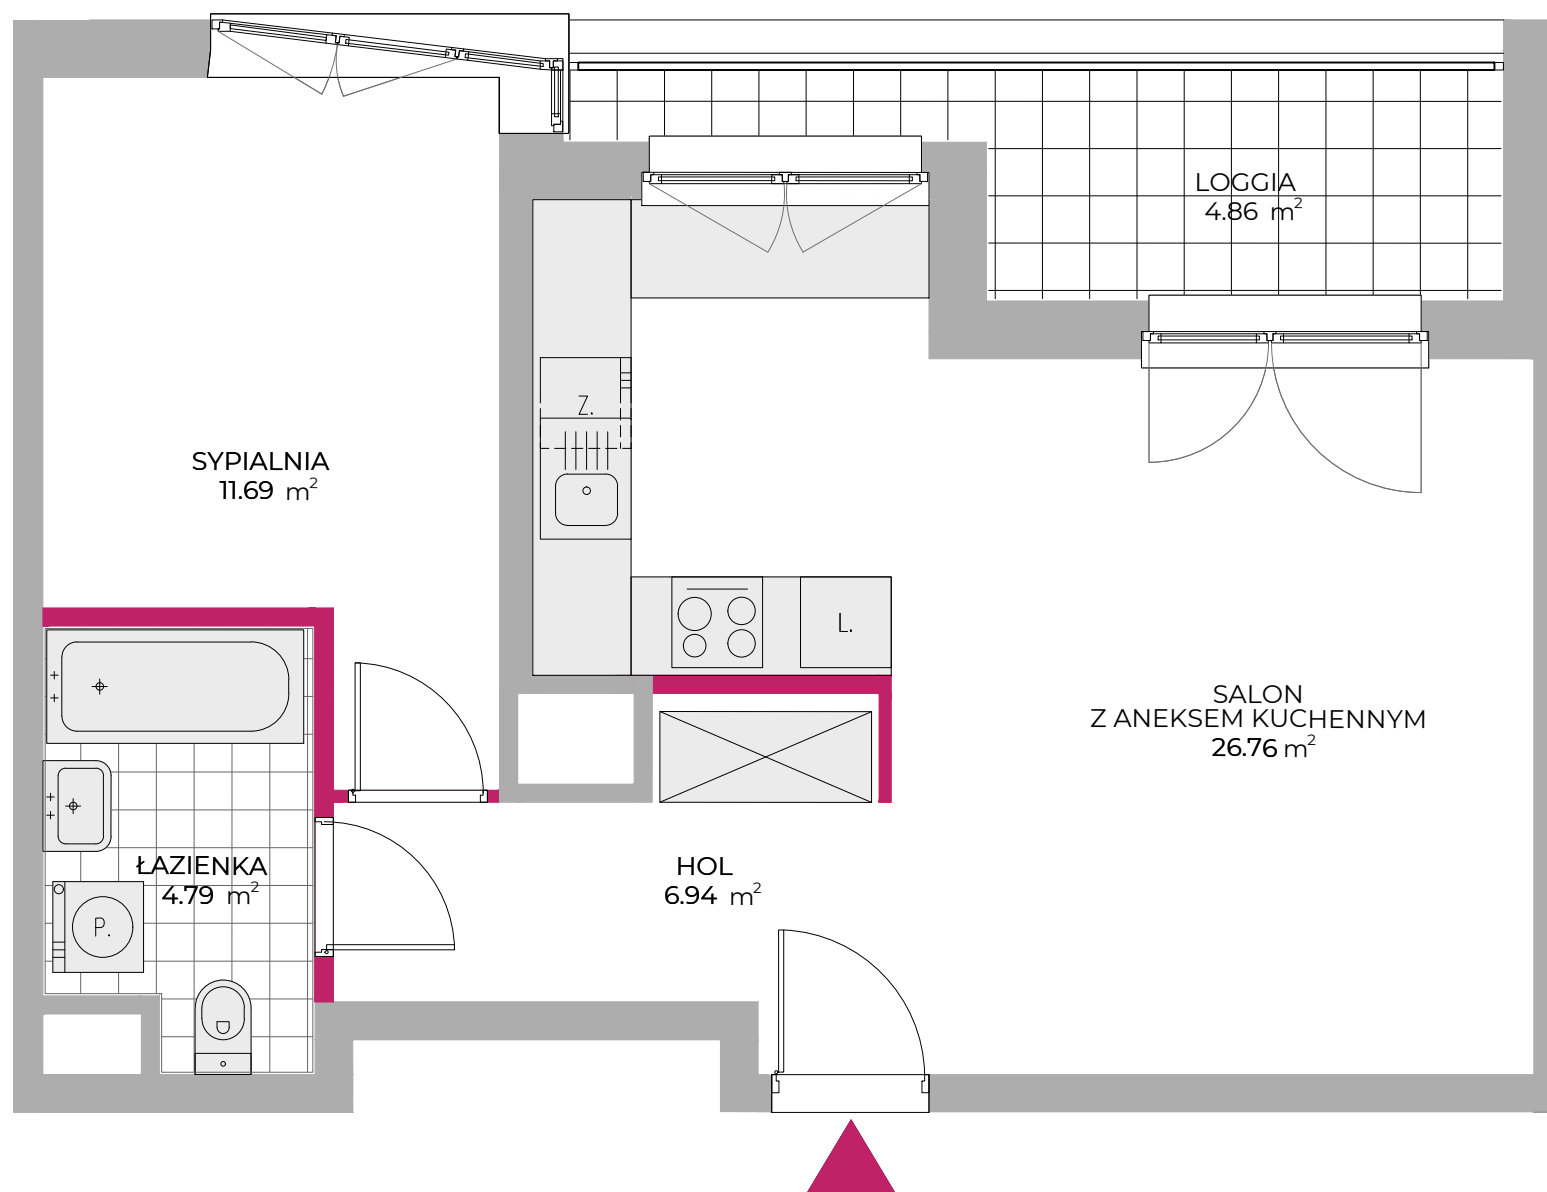 LOGGIA
4.86 m²
Z.
SYPIALNIA
11.69 m²
L.
SALON
Z ANEKSEM KUCHENNYM
26.76 m²
ŁAZIENKA
4.79 m²
HOL
6.94 m²
P.